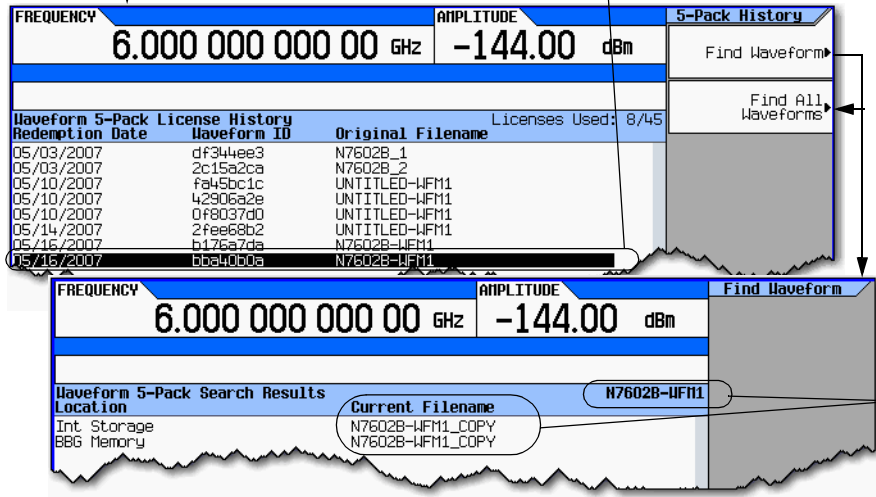 FREQUENCY AMPLITUDE 5-Pack History
6.000 000 000 00 GHz -144.00 dBm
Find Waveform
Find All
Waveforms
Waveform 5-Pack License History Licenses Used: 8/45
Redemption Date Waveform ID Original Filename
05/03/2007 df344ee3 N7602B_1
05/03/2007 2c15a2ca N7602B_2
05/10/2007 fa45bc1c UNTITLED-WFM1
05/10/2007 42906a2e UNTITLED-WFM1
05/10/2007 0f8037d0 UNTITLED-WFM1
05/14/2007 2fee68b2 UNTITLED-WFM1
05/16/2007 b176a7da N7602B-WFM1
05/16/2007 bba40b0a N7602B-WFM1
FREQUENCY AMPLITUDE Find Waveform
6.000 000 000 00 GHz -144.00 dBm
Waveform 5-Pack Search Results N7602B-WFM1
Location Current Filename
Int Storage N7602B-WFM1_COPY
BBG Memory N7602B-WFM1_COPY